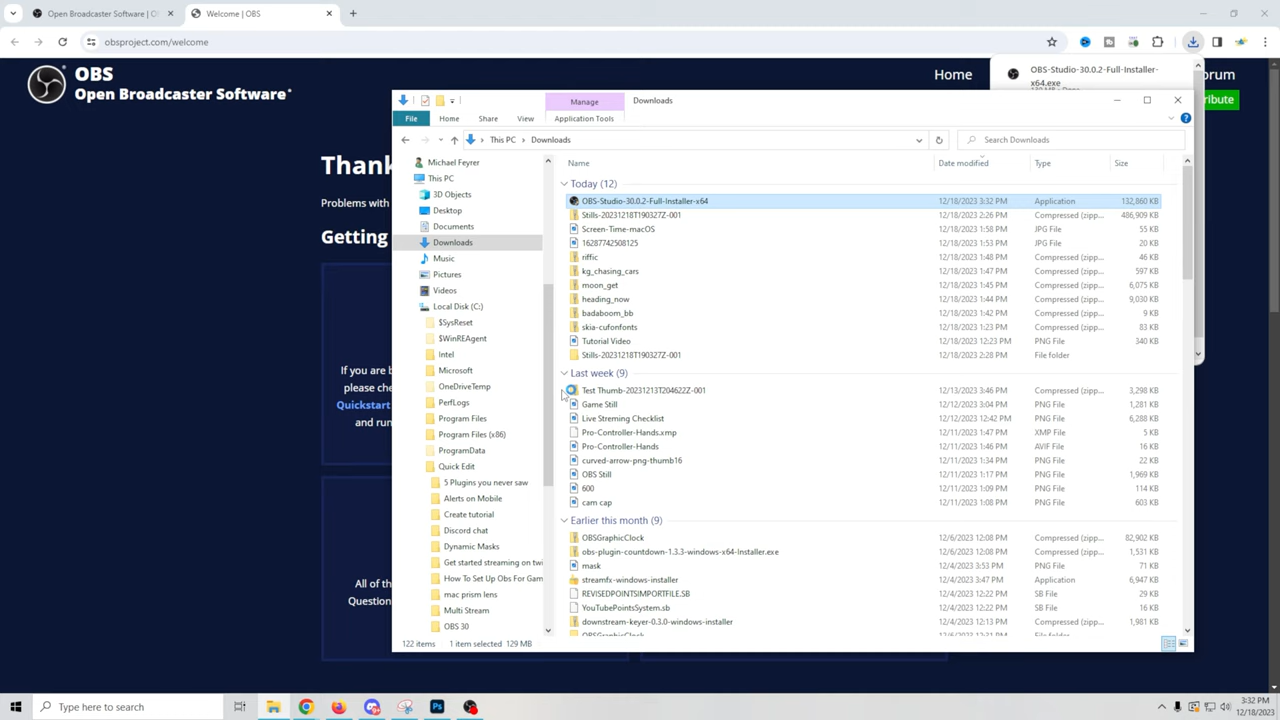 Open Broadcaster Software | O
Welcome | OBS
obsproject.com/welcome
OBS
Open Broadcaster Software
Home
OBS-Studio-30.0.2-Full-Installer-
x64.exe
orum
ribute
Thank
Problems with
Getting
If you are b
please che
Quickstart
and run
All of th
Question
Manage
Downloads
File
Home
Share
View
Application Tools
This PC
Downloads
Search Downloads
Michael Feyrer
This PC
3D Objects
Desktop
Documents
Downloads
Music
Pictures
Videos
Local Disk (C:)
$SysReset
$WinREAgent
Intel
Microsoft
OneDriveTemp
PerfLogs
Program Files
Program Files (x86)
ProgramData
Quick Edit
5 Plugins you never saw
Alerts on Mobile
Create tutorial
Discord chat
Dynamic Masks
Get started streaming on twi
How To Set Up Obs For Gam
mac prism lens
Multi Stream
OBS 30
Name Date modified Type Size
Today (12)
OBS-Studio-30.0.2-Full-Installer-x64 12/18/2023 3:32 PM Application 132,860 KB
Stills-20231218T190327Z-001 12/18/2023 2:26 PM Compressed (zipp... 486,909 KB
Screen-Time-macOS 12/18/2023 1:58 PM JPG File 55 KB
16287742508125 12/18/2023 1:53 PM JPG File 20 KB
riffic 12/18/2023 1:48 PM Compressed (zipp... 46 KB
kg_chasing_cars 12/18/2023 1:47 PM Compressed (zipp... 597 KB
moon_get 12/18/2023 1:45 PM Compressed (zipp... 6,075 KB
heading_now 12/18/2023 1:44 PM Compressed (zipp... 9,030 KB
badaboom_bb 12/18/2023 1:42 PM Compressed (zipp... 9 KB
skia-cufonfonts 12/18/2023 1:23 PM Compressed (zipp... 83 KB
Tutorial Video 12/18/2023 12:23 PM PNG File 340 KB
Stills-20231218T190327Z-001 12/18/2023 2:28 PM File folder
Last week (9)
Test Thumb-20231213T204622Z-001 12/13/2023 3:46 PM Compressed (zipp... 3,298 KB
Game Still 12/12/2023 3:04 PM PNG File 1,281 KB
Live Streming Checklist 12/12/2023 12:42 PM PNG File 6,288 KB
Pro-Controller-Hands.xmp 12/11/2023 1:47 PM XMP File 5 KB
Pro-Controller-Hands 12/11/2023 1:46 PM AVIF File 16 KB
curved-arrow-png-thumb16 12/11/2023 1:34 PM PNG File 22 KB
OBS Still 12/11/2023 1:17 PM PNG File 1,969 KB
600 12/11/2023 1:09 PM PNG File 114 KB
cam cap 12/11/2023 1:08 PM PNG File 603 KB
Earlier this month (9)
OBSGraphicClock 12/6/2023 12:08 PM Compressed (zipp... 82,902 KB
obs-plugin-countdown-1.3.3-windows-x64-Installer.exe 12/6/2023 12:08 PM Compressed (zipp... 1,531 KB
mask 12/4/2023 3:53 PM PNG File 71 KB
streamfx-windows-installer 12/4/2023 3:47 PM Application 6,947 KB
REVISEDPOINTSIMPORTFILE.SB 12/4/2023 12:22 PM SB File 29 KB
YouTubePointsSystem.sb 12/4/2023 12:22 PM SB File 16 KB
downstream-keyer-0.3.0-windows-installer 12/4/2023 12:13 PM Compressed (zipp... 1,981 KB
122 items 1 item selected 129 MB
Type here to search
3:32 PM
12/18/2023